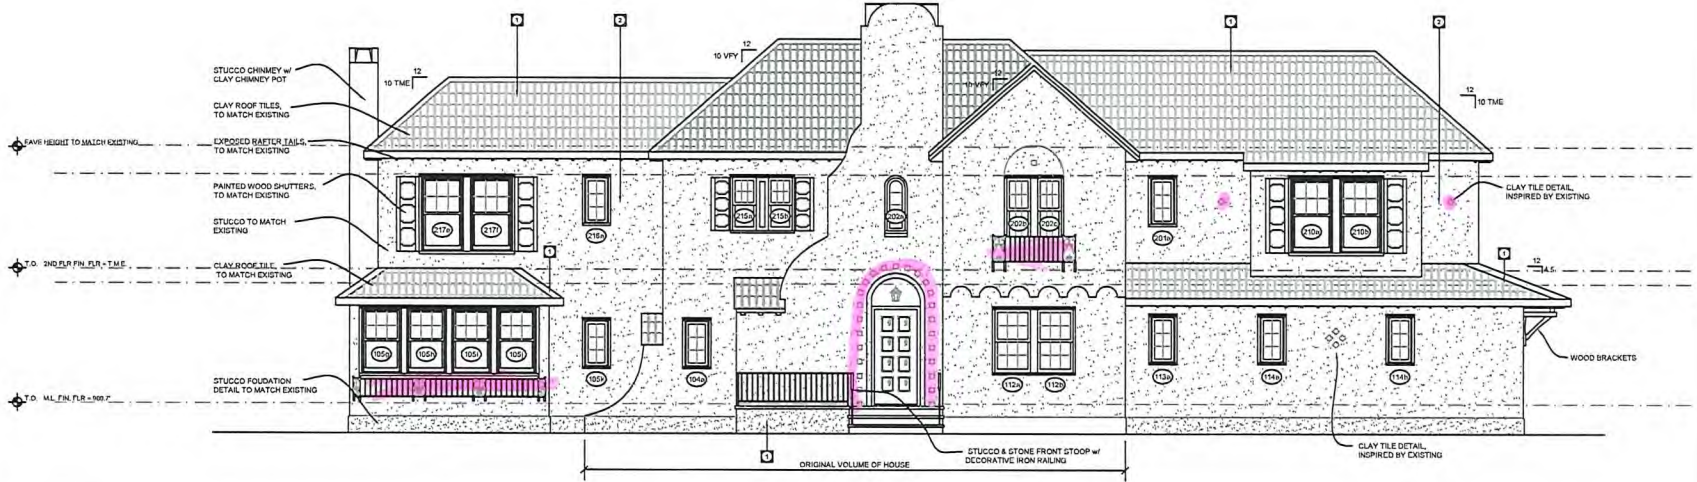 1
2
1
2
12
10 VFY
12
10 TME
12
10 VFY
12
10 TME
STUCCO CHINMEY w/
CLAY CHIMNEY POT
CLAY ROOF TILES,
TO MATCH EXISTING
EAVE HEIGHT TO MATCH EXISTING
EXPOSED RAFTER TAILS,
TO MATCH EXISTING
PAINTED WOOD SHUTTERS,
TO MATCH EXISTING
STUCCO TO MATCH
EXISTING
CLAY TILE DETAIL,
INSPIRED BY EXISTING
217e
217f
216a
215a
215b
202a
202b
202c
201a
210a
210b
1
1
T.O. 2ND FLR FIN. FLR = T.M.E.
CLAY ROOF TILE,
TO MATCH EXISTING
12
4.5
105g
105h
105i
105j
105k
104a
112a
112b
113a
114a
114b
WOOD BRACKETS
STUCCO FOUDATION
DETAIL TO MATCH EXISTING
T.O. M.L. FIN. FLR = 900.7'
1
STUCCO & STONE FRONT STOOP w/
DECORATIVE IRON RAILING
CLAY TILE DETAIL,
INSPIRED BY EXISTING
ORIGINAL VOLUME OF HOUSE